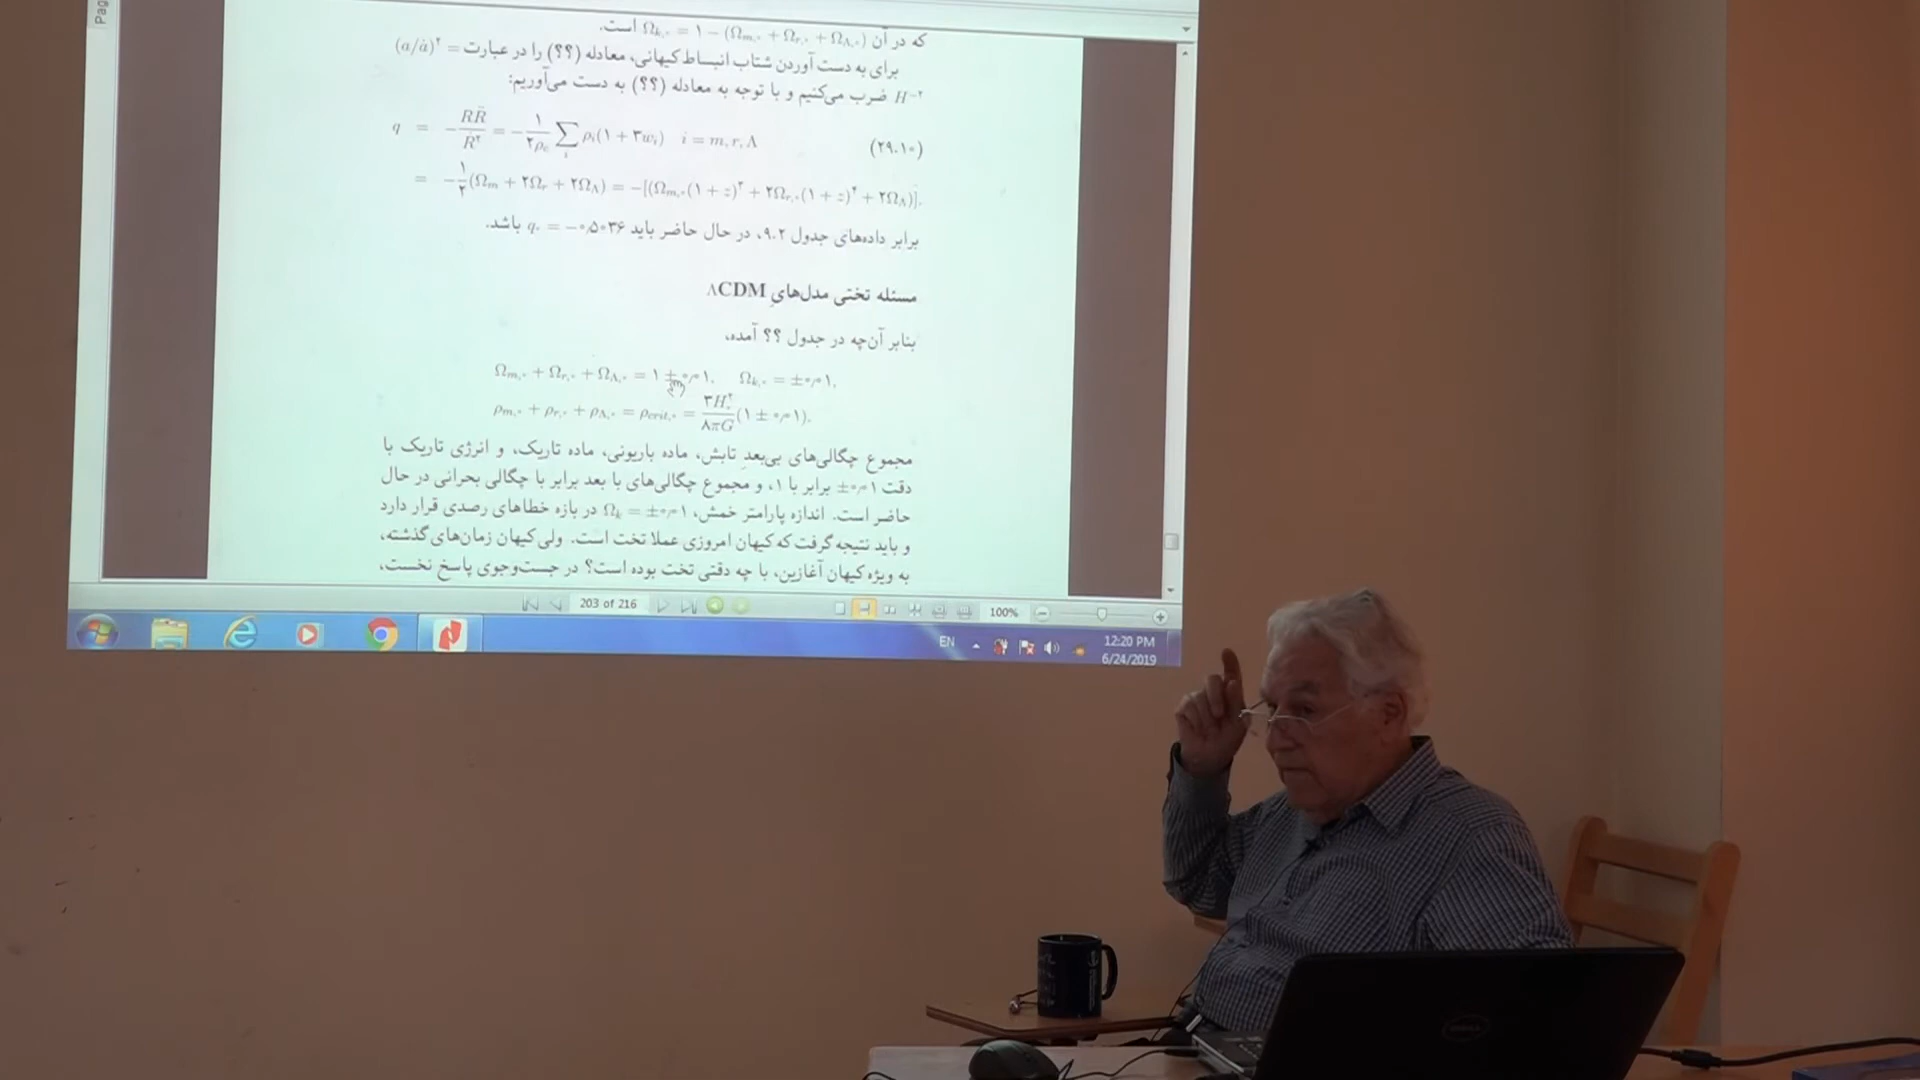 Pag
که در آن Ω_{k,۰} = ۱ − (Ω_{m,۰} + Ω_{r,۰} + Ω_{Λ,۰}) است.
برای به دست آوردن شتاب انبساط کیهانی، معادله (؟؟) را در عبارت (a/ȧ)^۲ =
H^{−۲} ضرب می‌کنیم و با توجه به معادله (؟؟) به دست می‌آوریم:
q = −RR̈/Ṙ^۲ = −۱/۲ρ_c ∑_i ρ_i(۱ + ۳w_i)   i = m, r, Λ   (۲۹.۱۰)
= −۱/۲(Ω_m + ۲Ω_r + ۲Ω_Λ) = −[(Ω_{m,۰}(۱ + z)^۳ + ۲Ω_{r,۰}(۱ + z)^۴ + ۲Ω_Λ)].
برابر داده‌های جدول ۹.۲، در حال حاضر باید q_۰ = −۰٫۵۰۳۶ باشد.
مسئله تختی مدل‌های ΛCDM
بنابر آن‌چه در جدول ؟؟ آمده،
Ω_{m,۰} + Ω_{r,۰} + Ω_{Λ,۰} = ۱ ± ۰٫۰۱,   Ω_{k,۰} = ±۰٫۰۱,
ρ_{m,۰} + ρ_{r,۰} + ρ_{Λ,۰} = ρ_{crit,۰} = ۳H_۰^۲/۸πG (۱ ± ۰٫۰۱).
مجموع چگالی‌های بی‌بعدِ تابش، ماده باریونی، ماده تاریک، و انرژی تاریک با
دقت ±۰٫۰۱ برابر با ۱، و مجموع چگالی‌های با بعد برابر با چگالی بحرانی در حال
حاضر است. اندازه پارامتر خمش، Ω_k = ±۰٫۰۱ در بازه خطاهای رصدی قرار دارد
و باید نتیجه گرفت که کیهان امروزی عملا تخت است. ولی کیهان زمان‌های گذشته،
به ویژه کیهان آغازین، با چه دقتی تخت بوده است؟ در جست‌وجوی پاسخ نخست،
203 of 216
100%
EN
12:20 PM
6/24/2019
DELL